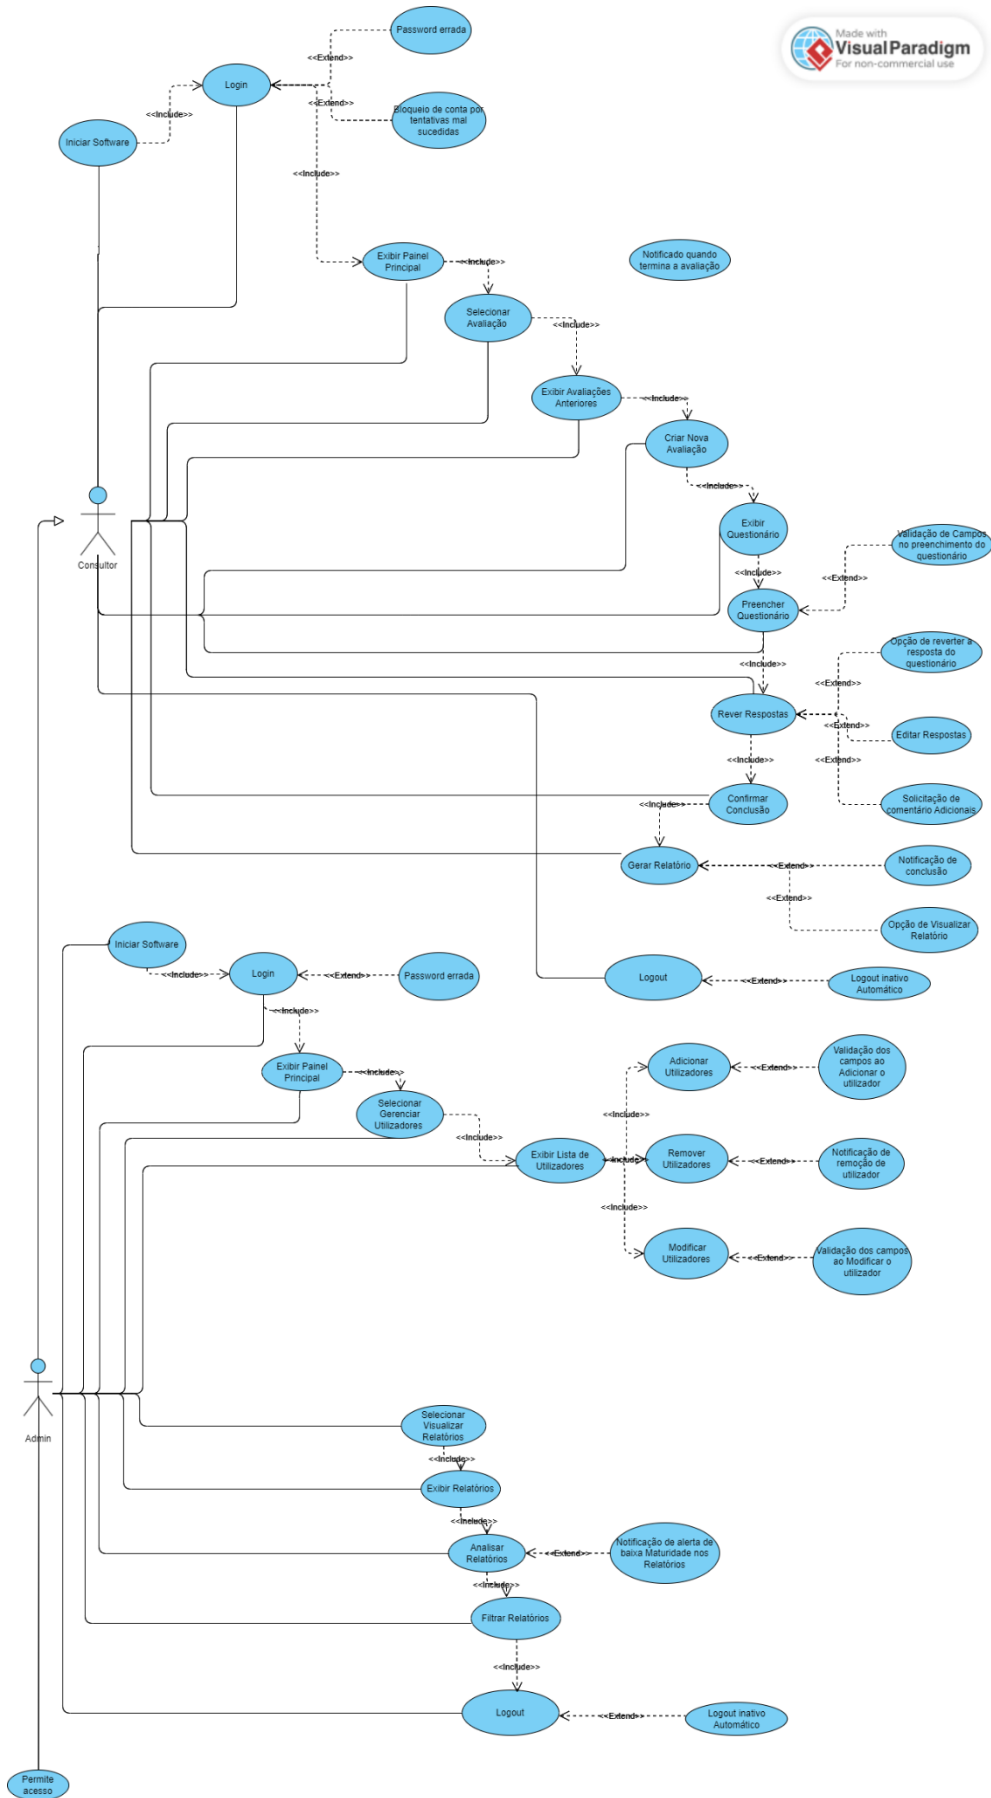 Made with
VisualParadigm
For non-commercial use
Password errada
<<Extend>>
Login
<<Extend>>
<<Include>>
Bloqueio de conta por
tentativas mal
sucedidas
Iniciar Software
<<Include>>
Exibir Painel
Principal
<<Include>>
Notificado quando
termina a avaliação
Selecionar
Avaliação
<<Include>>
Exibir Avaliações
Anteriores
<<Include>>
Criar Nova
Avaliação
<<Include>>
Exibir
Questionário
Validação de Campos
no preenchimento do
questionário
Consultor
<<Include>>
<<Extend>>
Preencher
Questionário
Opção de reverter a
resposta do
questionário
<<Include>>
<<Extend>>
Rever Respostas
<<Extend>>
Editar Respostas
<<Include>>
<<Extend>>
Confirmar
Conclusão
<<Include>>
Solicitação de
comentário Adicionais
Gerar Relatório
<<Extend>>
Notificação de
conclusão
<<Extend>>
Opção de Visualizar
Relatório
Iniciar Software
<<Include>>
Login
<<Extend>>
Password errada
Logout
<<Extend>>
Logout inativo
Automático
<<Include>>
Exibir Painel
Principal
<<Include>>
Adicionar
Utilizadores
<<Extend>>
Validação dos
campos ao
Adicionar o
utilizador
Selecionar
Gerenciar
Utilizadores
<<Include>>
<<Include>>
Exibir Lista de
Utilizadores
<<Include>>
Remover
Utilizadores
<<Extend>>
Notificação de
remoção de
utilizador
<<Include>>
Modificar
Utilizadores
<<Extend>>
Validação dos campos
ao Modificar o
utilizador
Admin
Selecionar
Visualizar
Relatórios
<<Include>>
Exibir Relatórios
<<Include>>
Analisar
Relatórios
<<Extend>>
Notificação de alerta de
baixa Maturidade nos
Relatórios
<<Include>>
Filtrar Relatórios
<<Include>>
Logout
<<Extend>>
Logout inativo
Automático
Permite
acesso